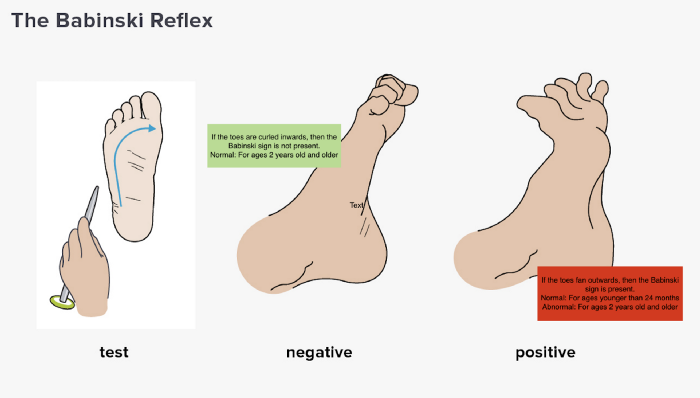 The Babinski Reflex
If the toes are curled inwards, then the
Babinski sign is not present.
Normal: For ages 2 years old and older
Text
If the toes fan outwards, then the Babinski
sign is present.
Normal: For ages younger than 24 months
Abnormal: For ages 2 years old and older
test
negative
positive